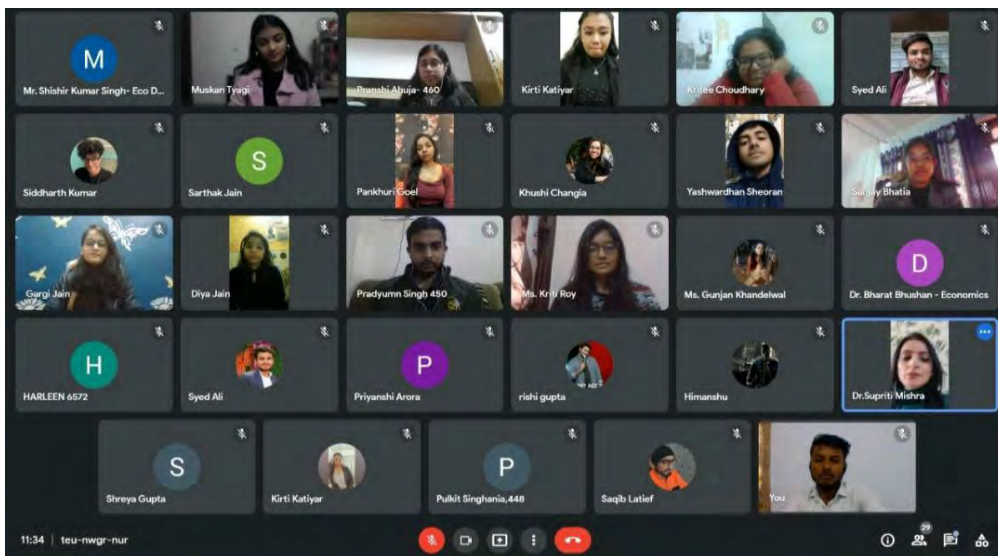 M
Mr. Shishir Kumar Singh- Eco D...
Muskan Tyagi
Pranshi Ahuja- 460
Kirti Katiyar
Kritee Choudhary
Syed Ali
Siddharth Kumar
S
Sarthak Jain
Pankhuri Goel
Khushi Changia
Yashwardhan Sheoran
Sanjay Bhatia
Gargi Jain
Diya Jain
Pradyumn Singh 450
Ms. Kriti Roy
Ms. Gunjan Khandelwal
D
Dr. Bharat Bhushan - Economics
H
HARLEEN 6572
Syed Ali
P
Priyanshi Arora
rishi gupta
Himanshu
Dr.Supriti Mishra
S
Shreya Gupta
Kirti Katiyar
P
Pulkit Singhania,448
Saqib Latief
You
11:34 | teu-nwgr-nur
29